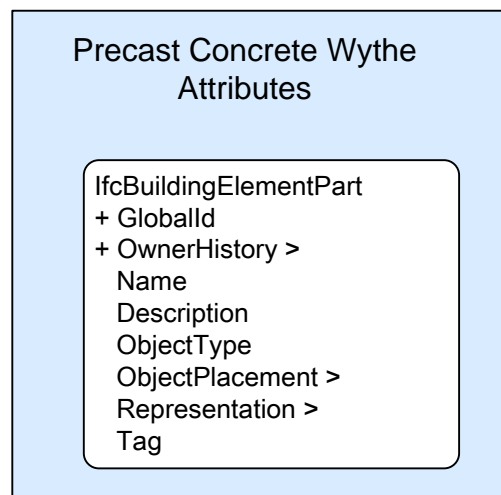 Precast Concrete Wythe
Attributes
IfcBuildingElementPart
+ GlobalId
+ OwnerHistory >
Name
Description
ObjectType
ObjectPlacement >
Representation >
Tag